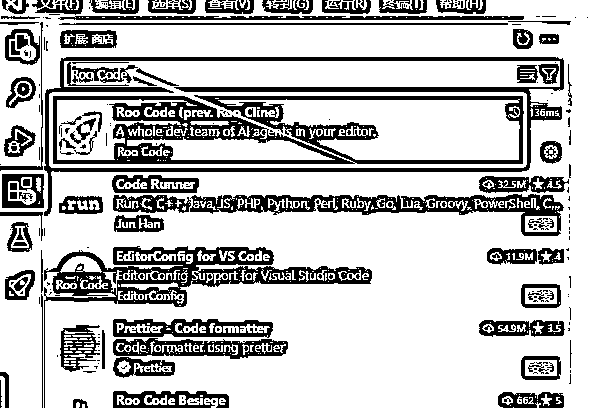 文件(F) 编辑(E) 选择(S) 查看(V) 转到(G) 运行(R) 终端(T) 帮助(H)
扩展: 商店
Roo Code
Roo Code (prev. Roo Cline)
136ms
A whole dev team of AI agents in your editor.
Roo Code
Code Runner
32.5M 4.5
Run C, C++, Java, JS, PHP, Python, Perl, Ruby, Go, Lua, Groovy, PowerShell, C...
Jun Han
EditorConfig for VS Code
11.9M 4
EditorConfig Support for Visual Studio Code
EditorConfig
Roo Code
Prettier - Code formatter
54.9M 3.5
Code formatter using prettier
Prettier
Roo Code Besiege
662 5